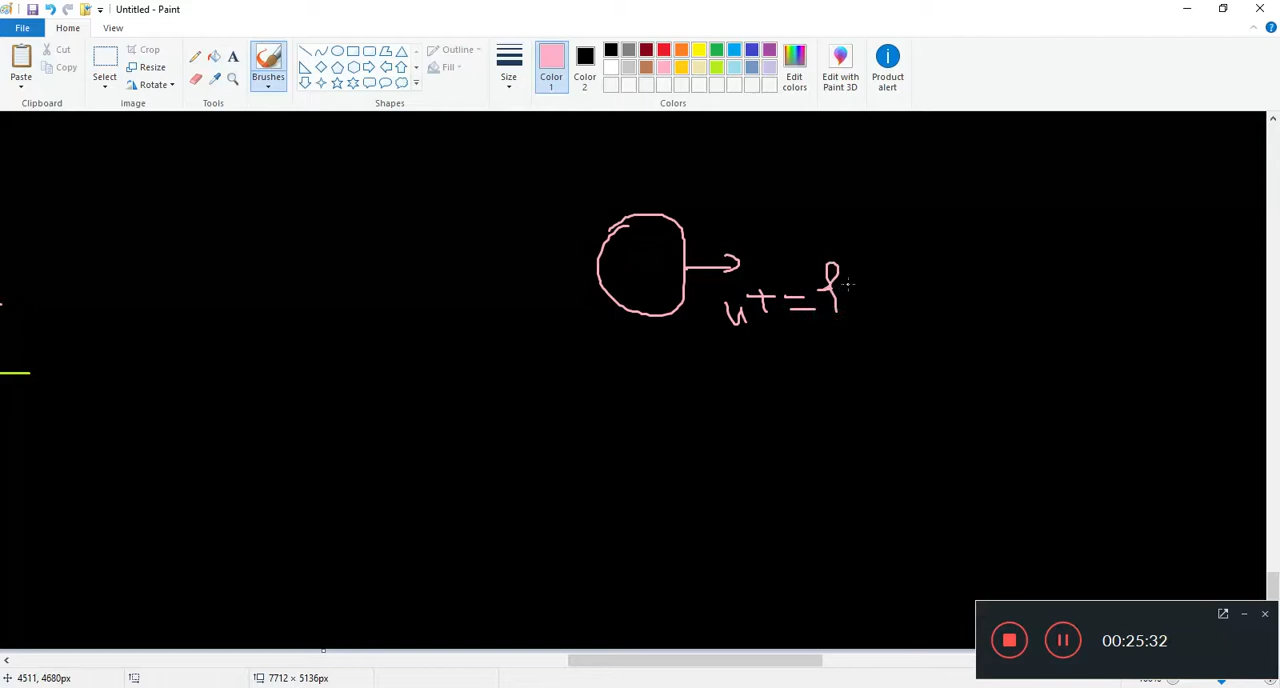 Untitled - Paint
File Home View
Paste Cut Copy Clipboard
Select Crop Resize Rotate Image
Tools
Brushes
Shapes
Outline Fill
Size
Color 1
Color 2
Colors
Edit colors
Edit with Paint 3D
Product alert
u+ =
00:25:32
4511, 4680px
7712 × 5136px